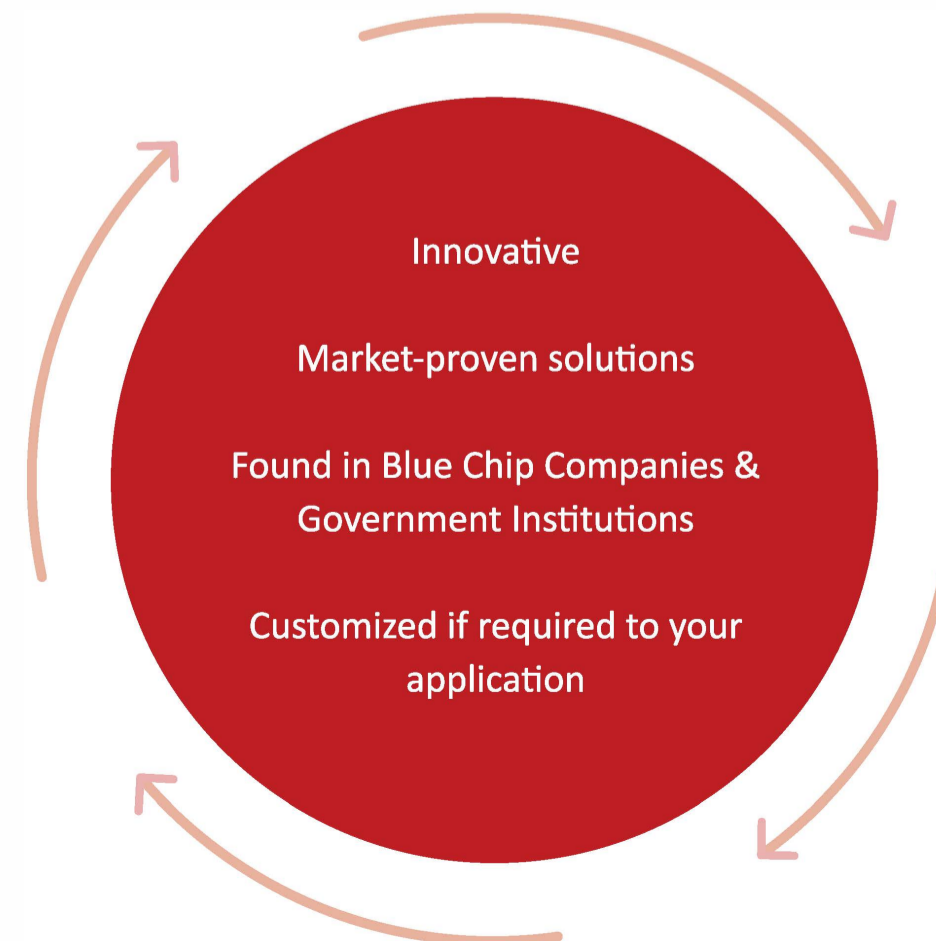 Innovative
Market-proven solutions
Found in Blue Chip Companies &
Government Institutions
Customized if required to your
application